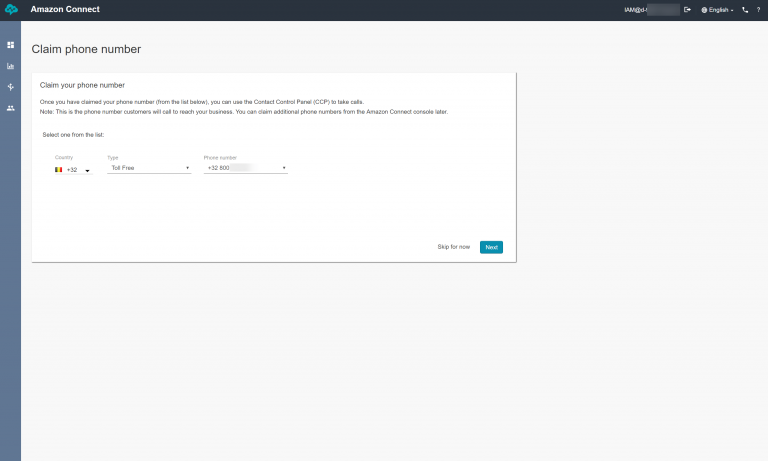 Amazon Connect
IAM@d-
English
?
Claim phone number
Claim your phone number
Once you have claimed your phone number (from the list below), you can use the Contact Control Panel (CCP) to take calls.
Note: This is the phone number customers will call to reach your business. You can claim additional phone numbers from the Amazon Connect console later.
Select one from the list:
Country Type Phone number
+32 Toll Free +32 800
Skip for now Next